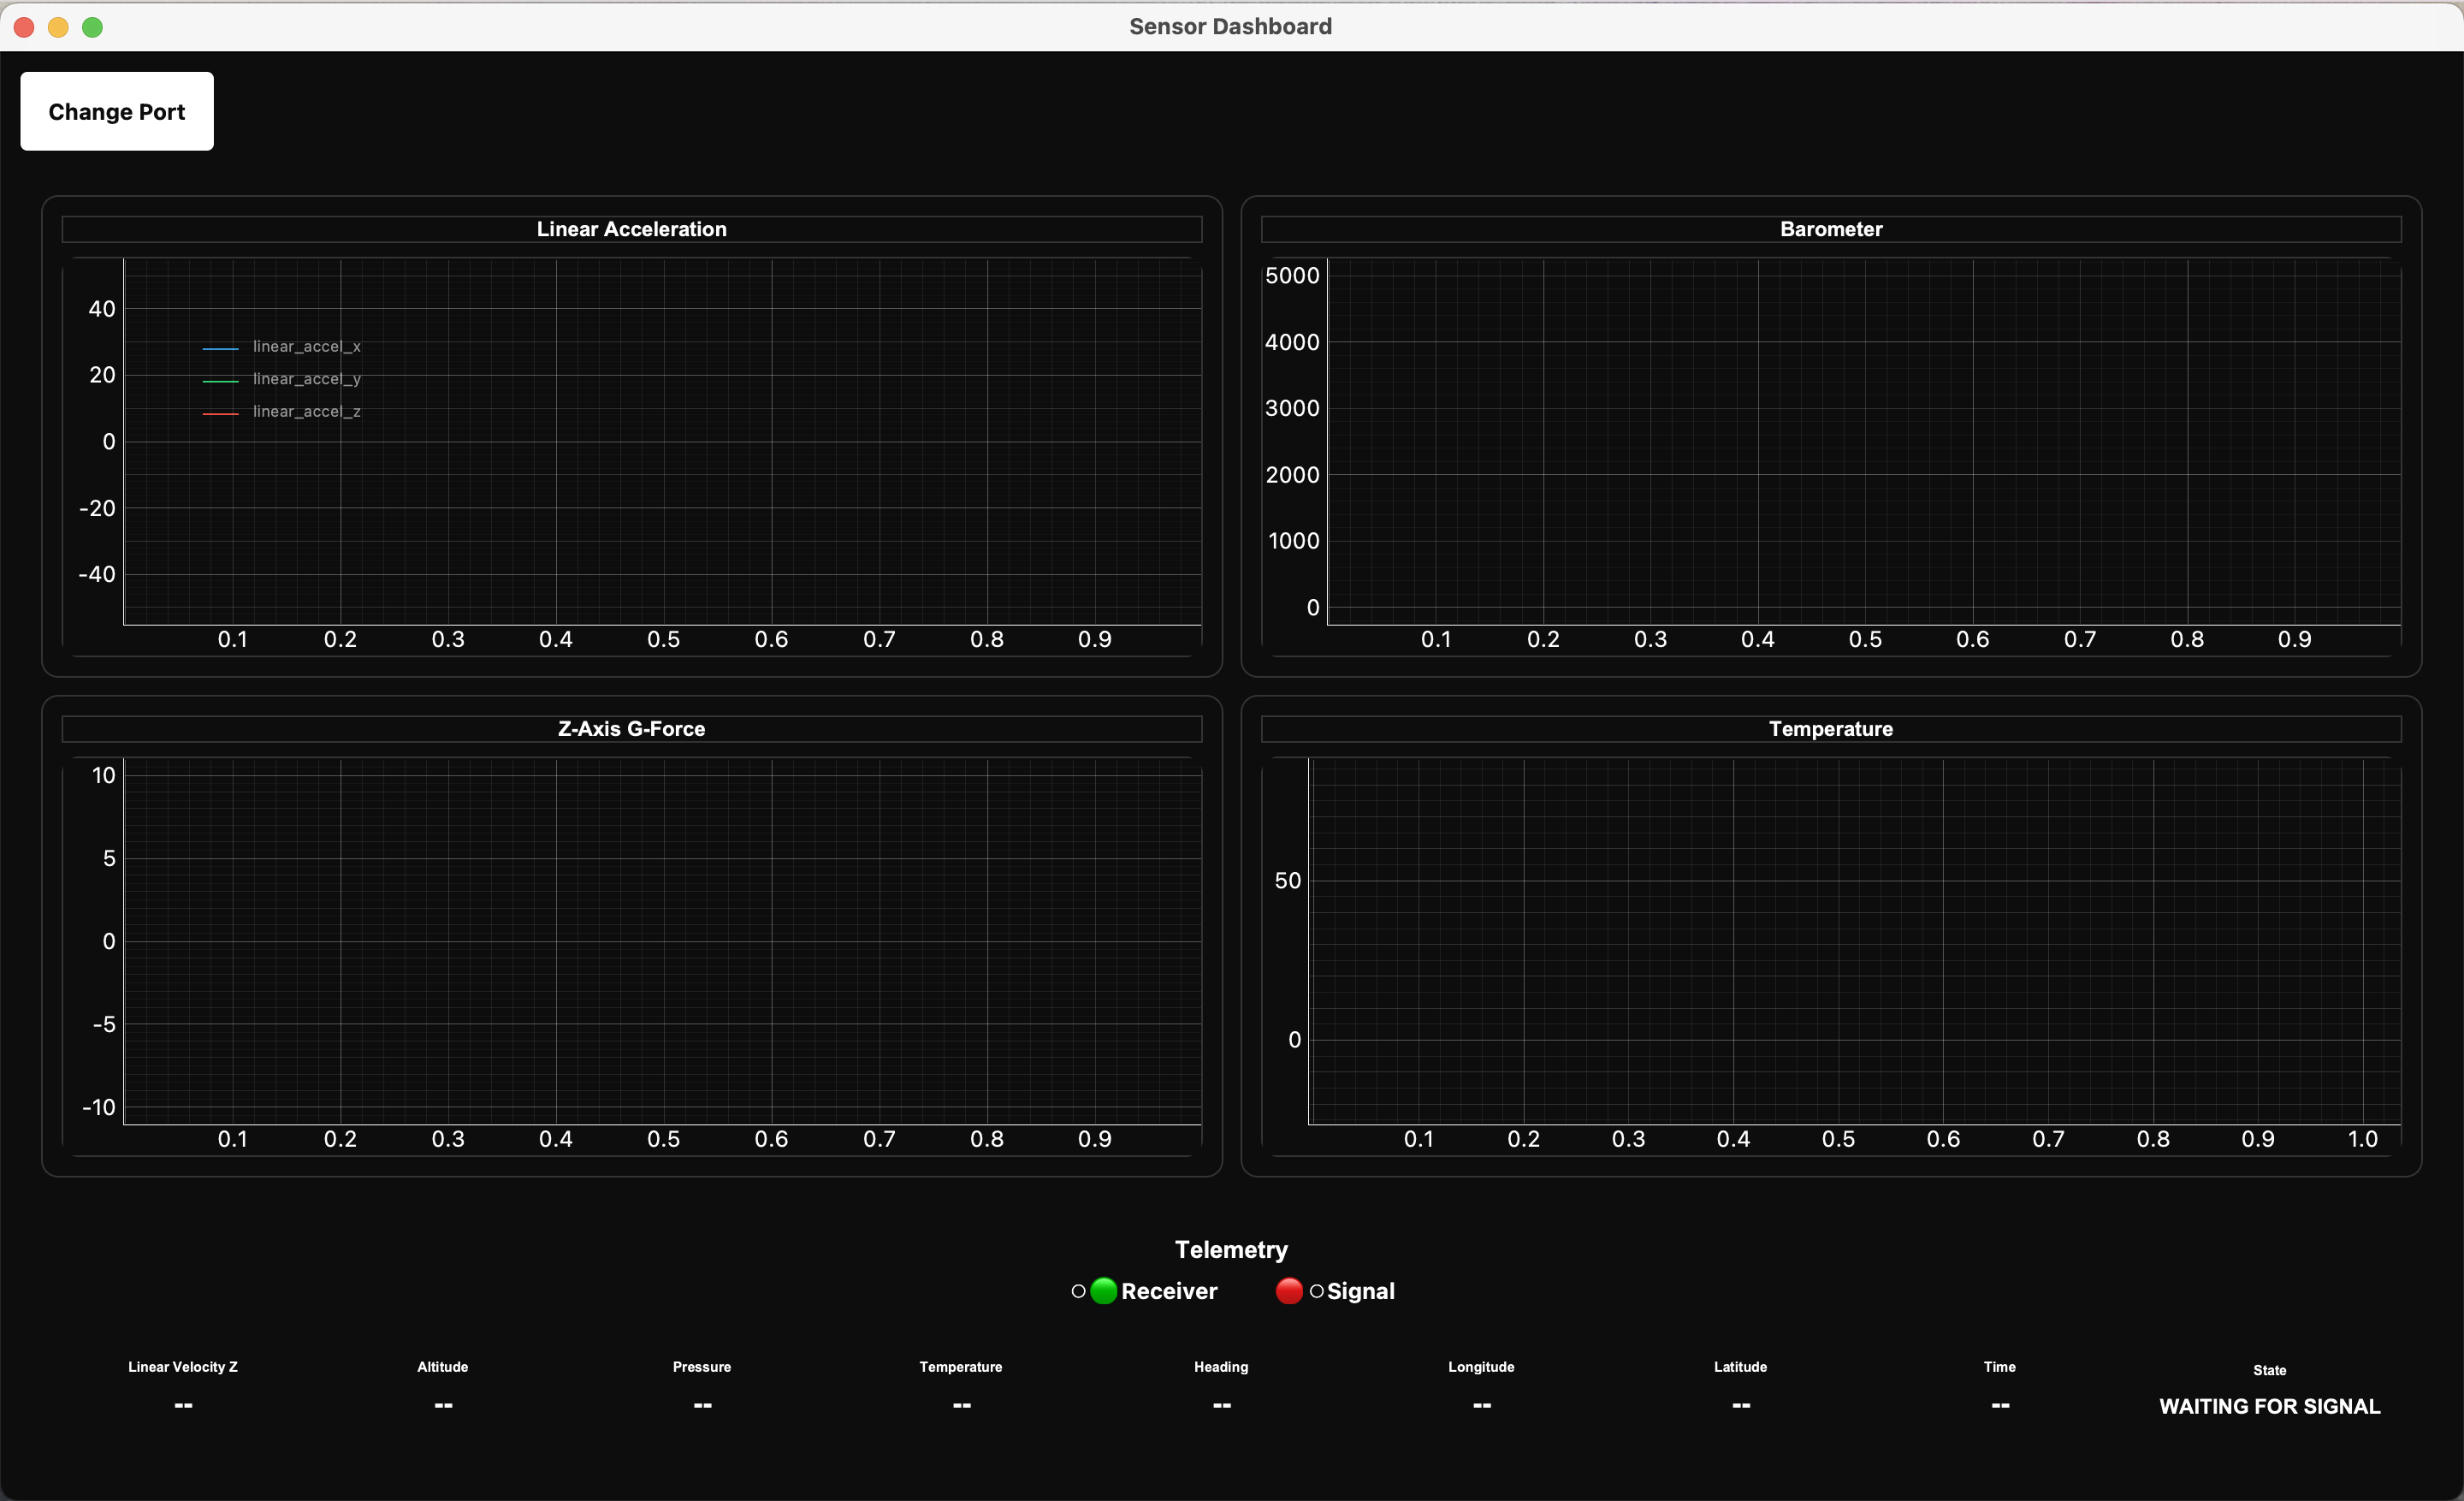 Sensor Dashboard
Change Port
Linear Acceleration
40
20
0
-20
-40
linear_accel_x
linear_accel_y
linear_accel_z
0.1 0.2 0.3 0.4 0.5 0.6 0.7 0.8 0.9
Barometer
5000
4000
3000
2000
1000
0
0.1 0.2 0.3 0.4 0.5 0.6 0.7 0.8 0.9
Z-Axis G-Force
10
5
0
-5
-10
0.1 0.2 0.3 0.4 0.5 0.6 0.7 0.8 0.9
Temperature
50
0
0.1 0.2 0.3 0.4 0.5 0.6 0.7 0.8 0.9 1.0
Telemetry
Receiver Signal
Linear Velocity Z Altitude Pressure Temperature Heading Longitude Latitude Time State
-- -- -- -- -- -- -- -- WAITING FOR SIGNAL